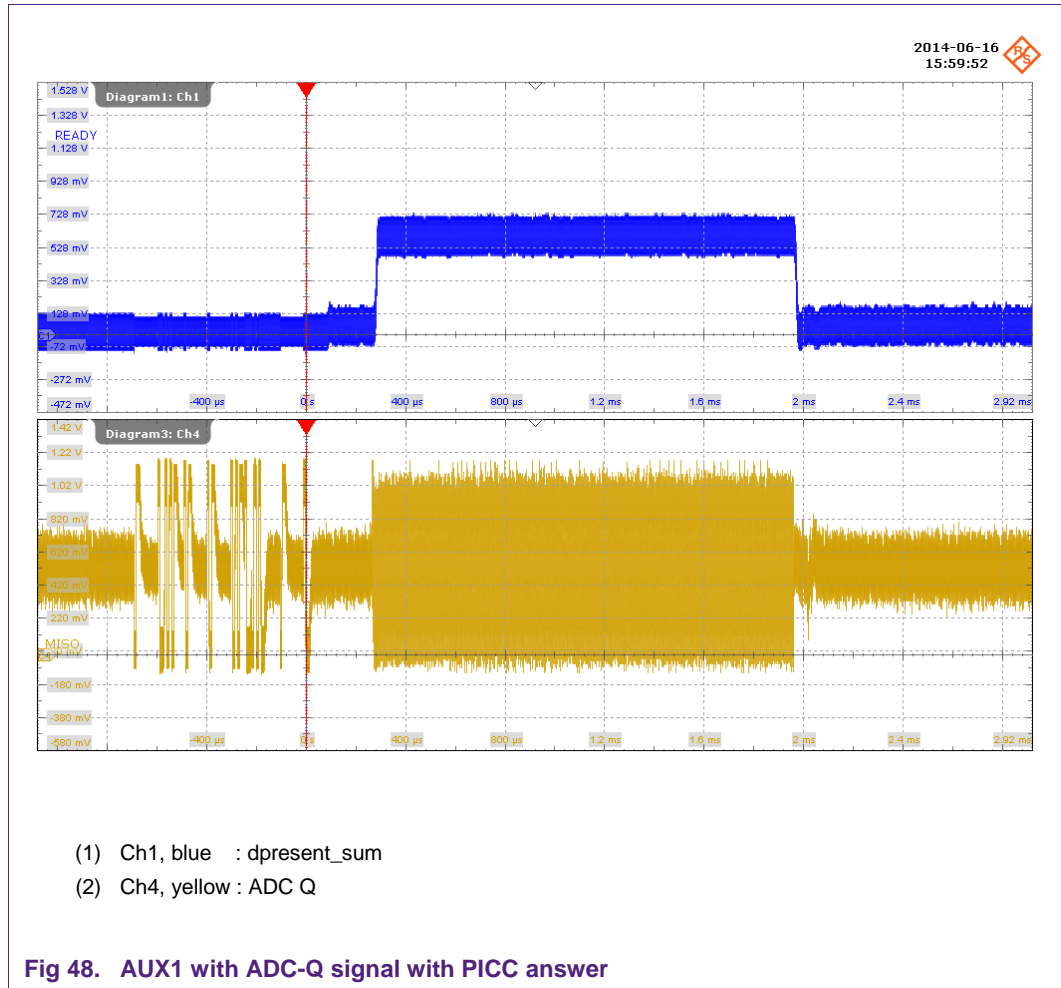 2014-06-16
15:59:52
R S
Diagram1: Ch1
1.528 V
1.328 V
READY
1.128 V
928 mV
728 mV
528 mV
328 mV
128 mV
C1
-72 mV
-272 mV
-472 mV
-400 µs
0 s
400 µs
800 µs
1.2 ms
1.6 ms
2 ms
2.4 ms
2.92 ms
Diagram3: Ch4
1.42 V
1.22 V
1.02 V
820 mV
620 mV
420 mV
220 mV
MISO
-180 mV
-380 mV
-580 mV
-400 µs
0 s
400 µs
800 µs
1.2 ms
1.6 ms
2 ms
2.4 ms
2.92 ms
(1) Ch1, blue : dpresent_sum
(2) Ch4, yellow : ADC Q
Fig 48. AUX1 with ADC-Q signal with PICC answer